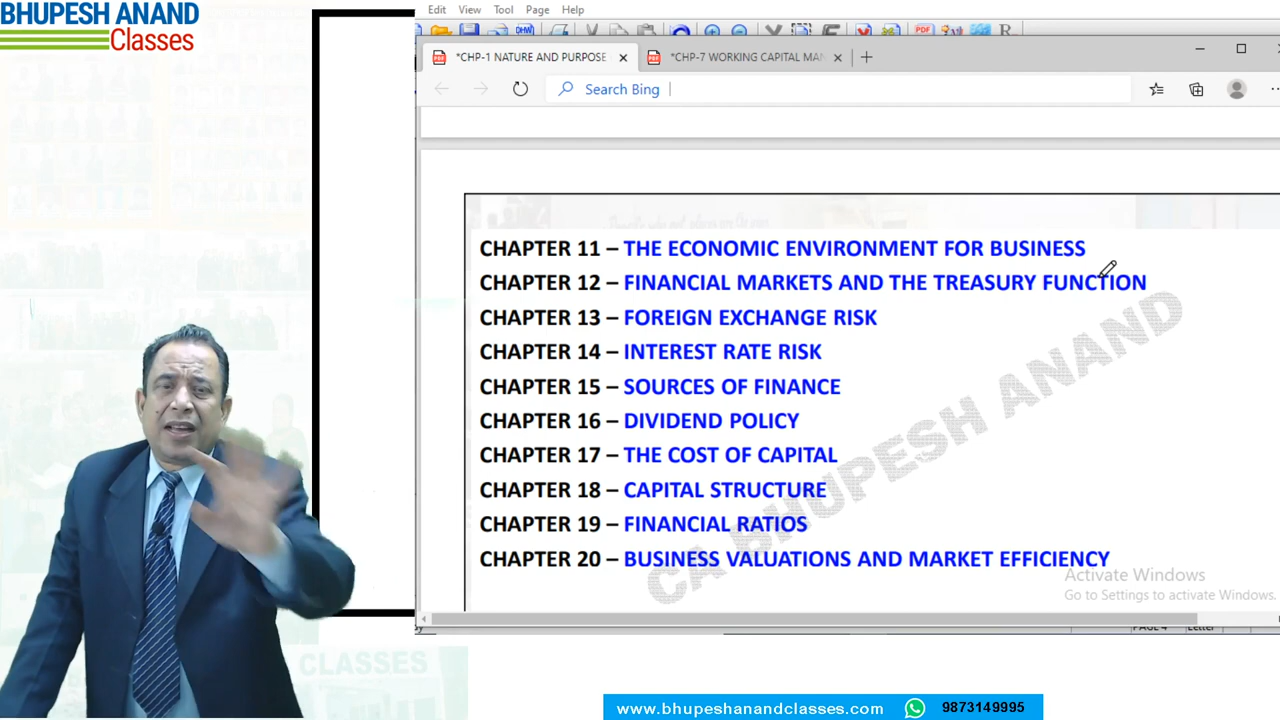 BHUPESH ANAND
Classes
Edit View Tool Page Help
*CHP-1 NATURE AND PURPOSE
*CHP-7 WORKING CAPITAL MAN
Search Bing
CHAPTER 11 – THE ECONOMIC ENVIRONMENT FOR BUSINESS
CHAPTER 12 – FINANCIAL MARKETS AND THE TREASURY FUNCTION
CHAPTER 13 – FOREIGN EXCHANGE RISK
CHAPTER 14 – INTEREST RATE RISK
CHAPTER 15 – SOURCES OF FINANCE
CHAPTER 16 – DIVIDEND POLICY
CHAPTER 17 – THE COST OF CAPITAL
CHAPTER 18 – CAPITAL STRUCTURE
CHAPTER 19 – FINANCIAL RATIOS
CHAPTER 20 – BUSINESS VALUATIONS AND MARKET EFFICIENCY
CA BHUPESH ANAND
Activate Windows
Go to Settings to activate Windows.
PAGE 4 Letter
CLASSES
www.bhupeshanandclasses.com 9873149995